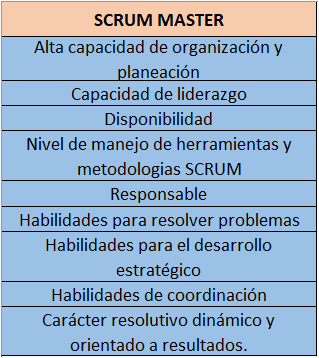 SCRUM MASTER
Alta capacidad de organización y
planeación
Capacidad de liderazgo
Disponibilidad
Nivel de manejo de herramientas y
metodologias SCRUM
Responsable
Habilidades para resolver problemas
Habilidades para el desarrollo
estratégico
Habilidades de coordinación
Carácter resolutivo dinámico y
orientado a resultados.